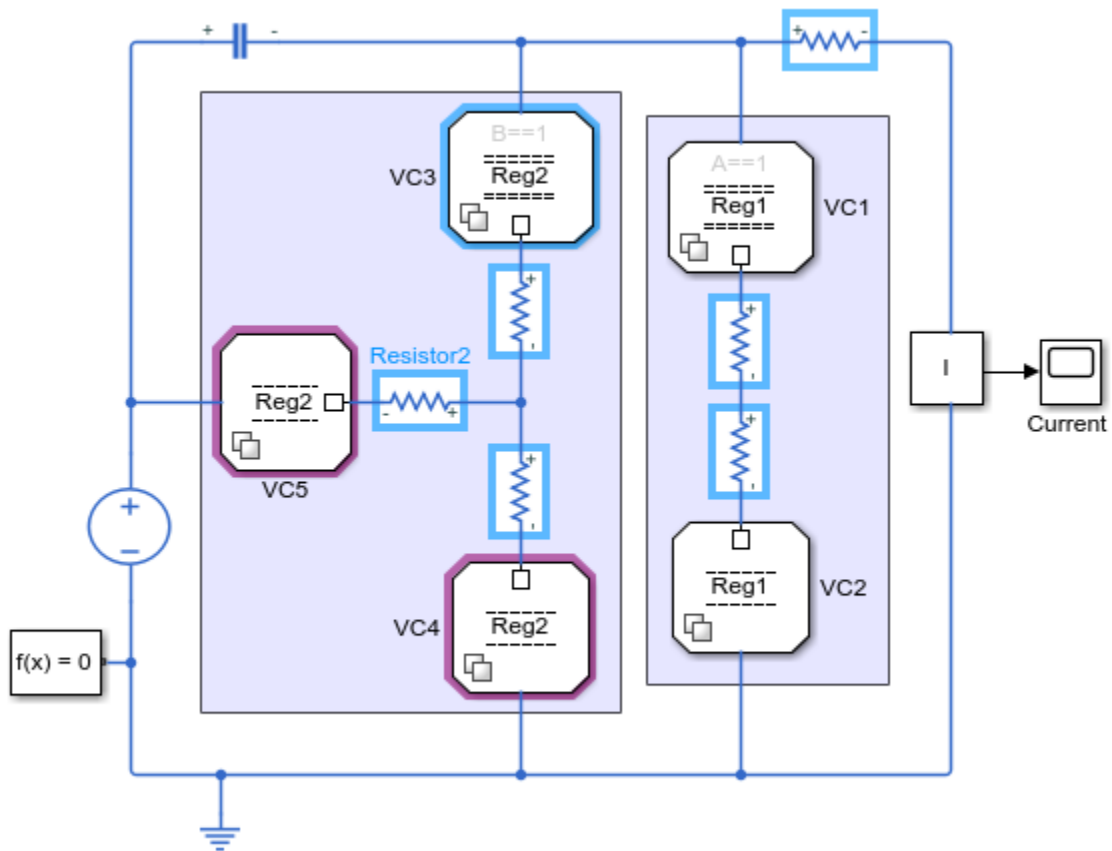 + -
+ -
B==1
======
Reg2
======
VC3
A==1
======
Reg1
======
VC1
+
-
+
-
Resistor2
------
Reg2
------
- +
VC5
+
-
+
-
I
Current
+
−
------
Reg2
------
VC4
------
Reg1
------
VC2
f(x) = 0